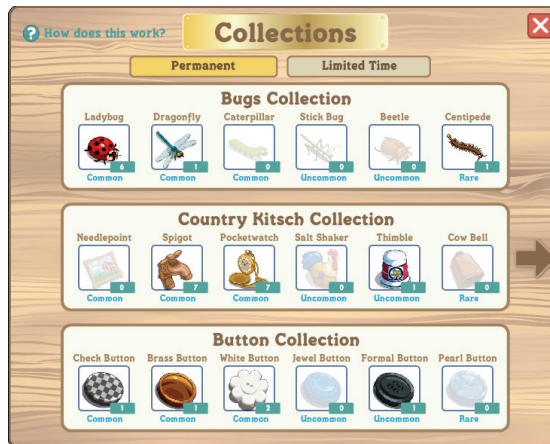 ? How does this work?
Collections
Permanent Limited Time
Bugs Collection
Ladybug Dragonfly Caterpillar Stick Bug Beetle Centipede
6 1 0 0 0 1
Common Common Common Uncommon Uncommon Rare
Country Kitsch Collection
Needlepoint Spigot Pocketwatch Salt Shaker Thimble Cow Bell
0 7 7 0 1 0
Common Common Common Uncommon Uncommon Rare
Button Collection
Check Button Brass Button White Button Jewel Button Formal Button Pearl Button
1 1 2 0 1 0
Common Common Common Uncommon Uncommon Rare